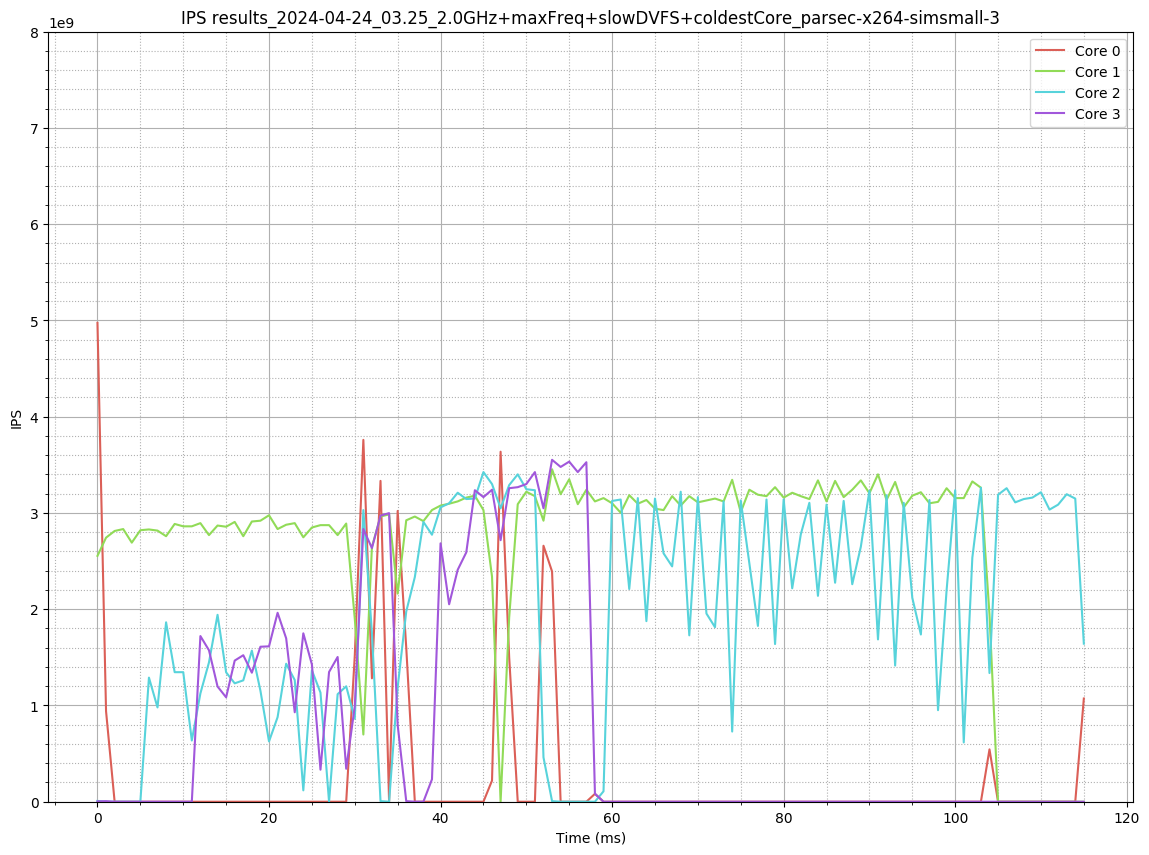 IPS results_2024-04-24_03.25_2.0GHz+maxFreq+slowDVFS+coldestCore_parsec-x264-simsmall-3
1e9
8
7
6
5
4
3
2
1
0
IPS
Core 0
Core 1
Core 2
Core 3
0 20 40 60 80 100 120
Time (ms)